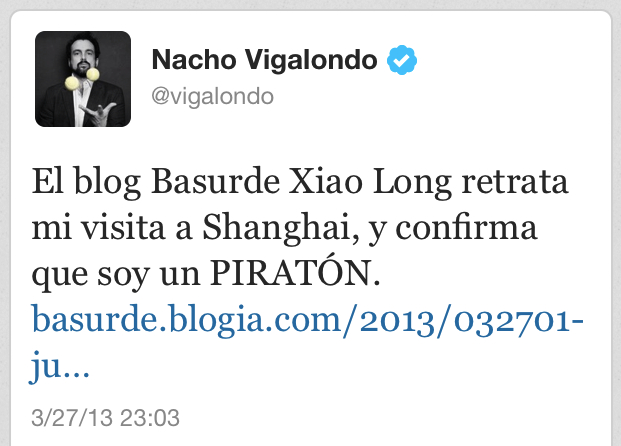 Nacho Vigalondo
@vigalondo
El blog Basurde Xiao Long retrata
mi visita a Shanghai, y confirma
que soy un PIRATÓN.
basurde.blogia.com/2013/032701-
ju...
3/27/13 23:03